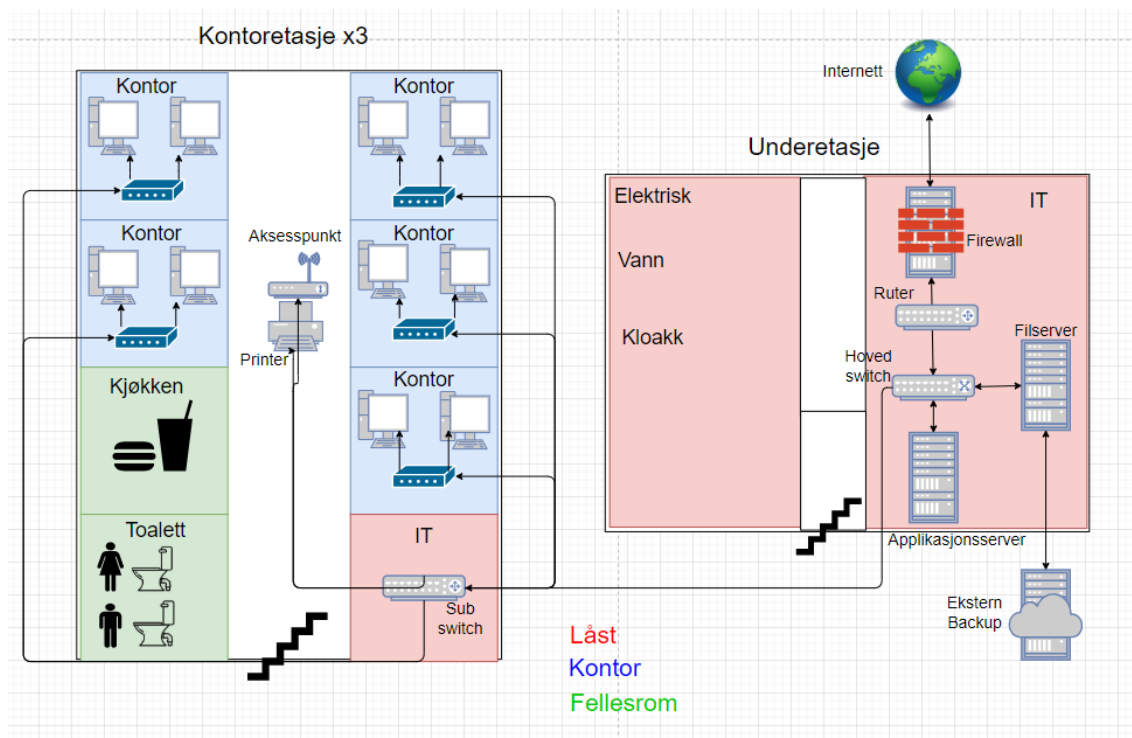 Kontoretasje x3
Kontor
Kontor
Kontor
Aksesspunkt
Kontor
Printer
Kjøkken
Kontor
Toalett
IT
Sub
switch
Internett
Underetasje
Elektrisk
Vann
Kloakk
IT
Firewall
Ruter
Filserver
Hoved
switch
Applikasjonsserver
Ekstern
Backup
Låst
Kontor
Fellesrom